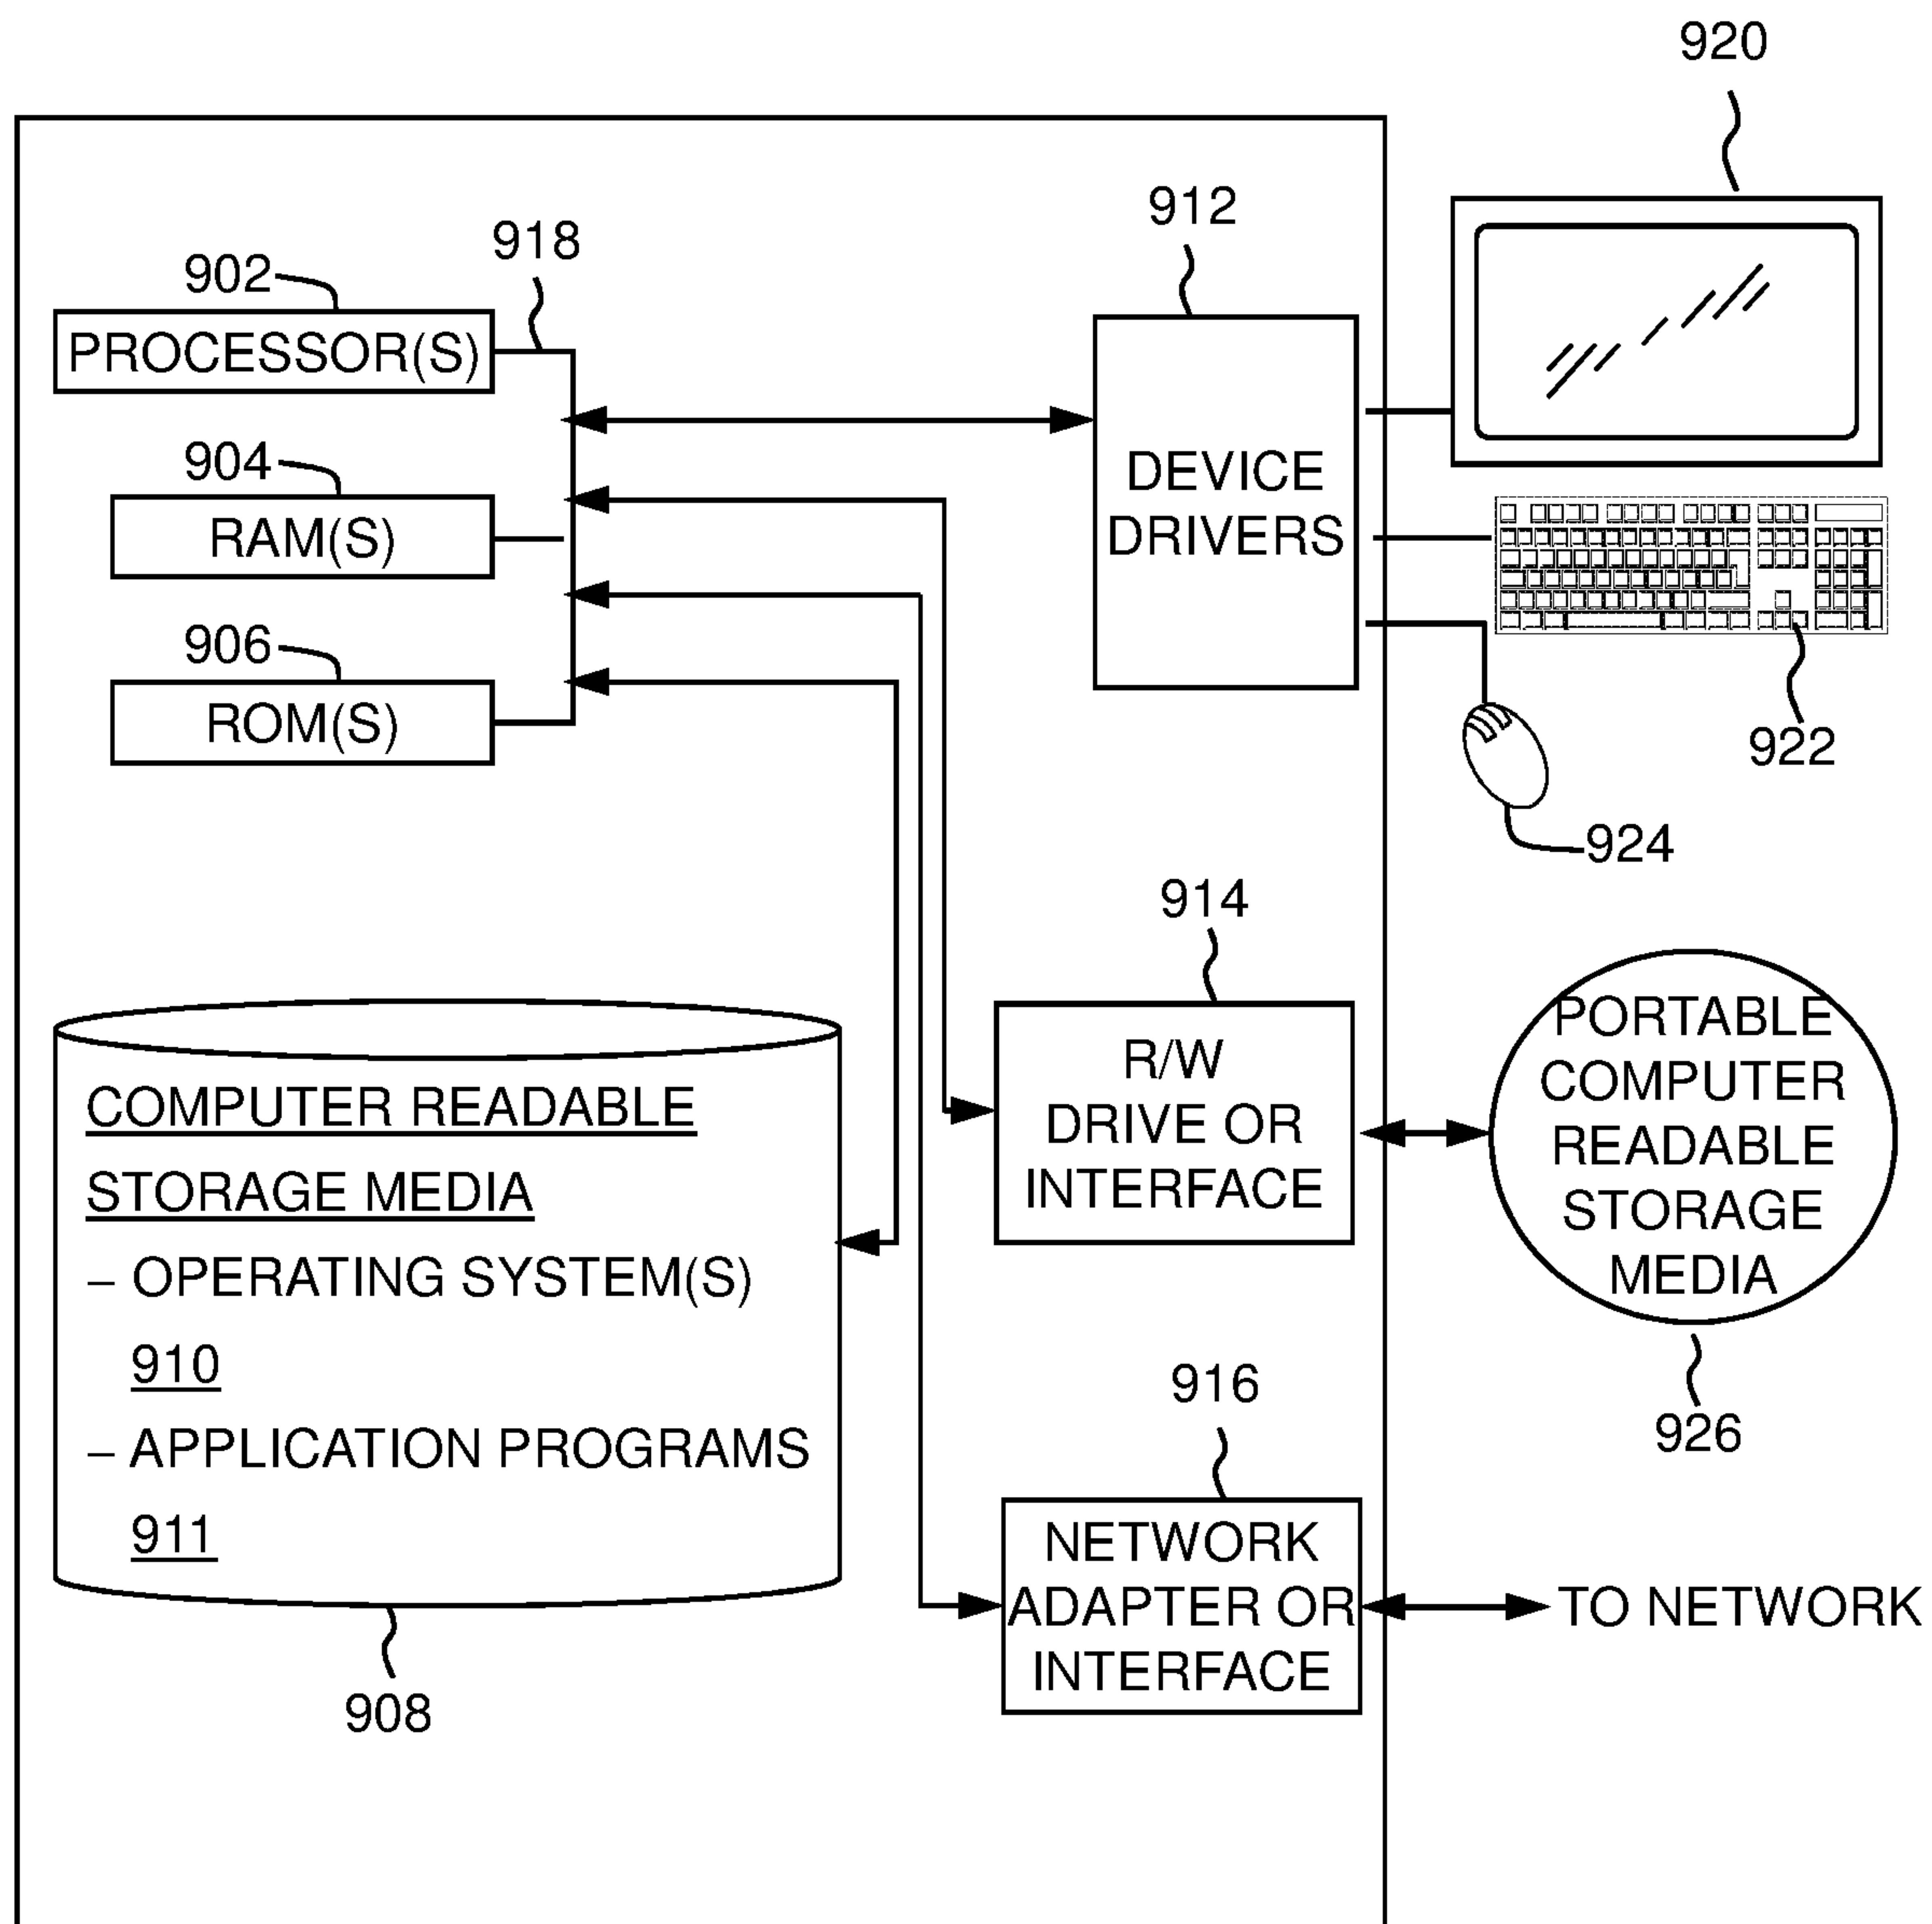 920
912
918
902
PROCESSOR(S)
904
RAM(S)
906
ROM(S)
DEVICE
DRIVERS
922
924
914
R/W
DRIVE OR
INTERFACE
PORTABLE
COMPUTER
READABLE
STORAGE
MEDIA
926
COMPUTER READABLE
STORAGE MEDIA
– OPERATING SYSTEM(S)
910
– APPLICATION PROGRAMS
911
908
916
NETWORK
ADAPTER OR
INTERFACE
TO NETWORK